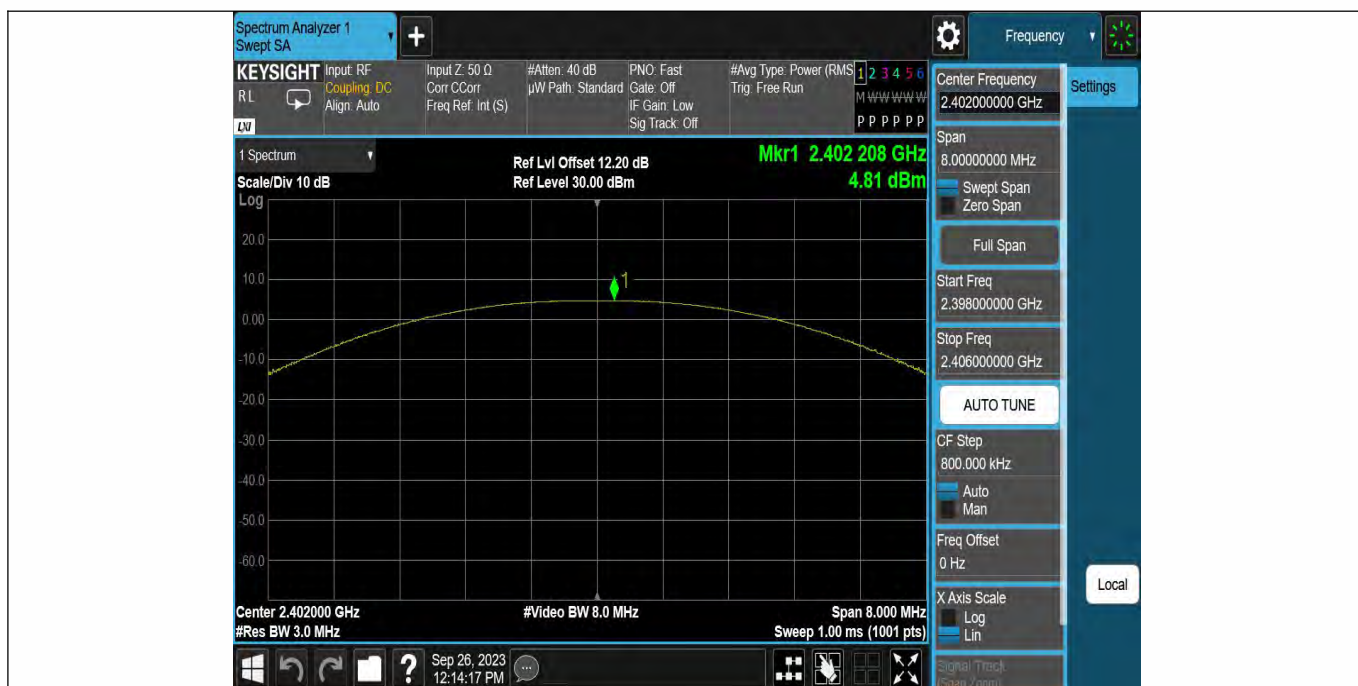 Spectrum Analyzer 1
Swept SA
+
Frequency
KEYSIGHT
RL
LXI
Input: RF
Coupling: DC
Align: Auto
Input Z: 50 Ω
Corr CCorr
Freq Ref: Int (S)
#Atten: 40 dB
µW Path: Standard
PNO: Fast
Gate: Off
IF Gain: Low
Sig Track: Off
#Avg Type: Power (RMS
Trig: Free Run
1 2 3 4 5 6
M W W W W W
P P P P P P
1 Spectrum
Scale/Div 10 dB
Log
Ref Lvl Offset 12.20 dB
Ref Level 30.00 dBm
Mkr1 2.402 208 GHz
4.81 dBm
20.0
10.0
0.00
-10.0
-20.0
-30.0
-40.0
-50.0
-60.0
1
Center 2.402000 GHz
#Res BW 3.0 MHz
#Video BW 8.0 MHz
Span 8.000 MHz
Sweep 1.00 ms (1001 pts)
Sep 26, 2023
12:14:17 PM
?
Center Frequency
2.402000000 GHz
Settings
Span
8.00000000 MHz
Swept Span
Zero Span
Full Span
Start Freq
2.398000000 GHz
Stop Freq
2.406000000 GHz
AUTO TUNE
CF Step
800.000 kHz
Auto
Man
Freq Offset
0 Hz
Local
X Axis Scale
Log
Lin
Signal Track
(Span Zoom)